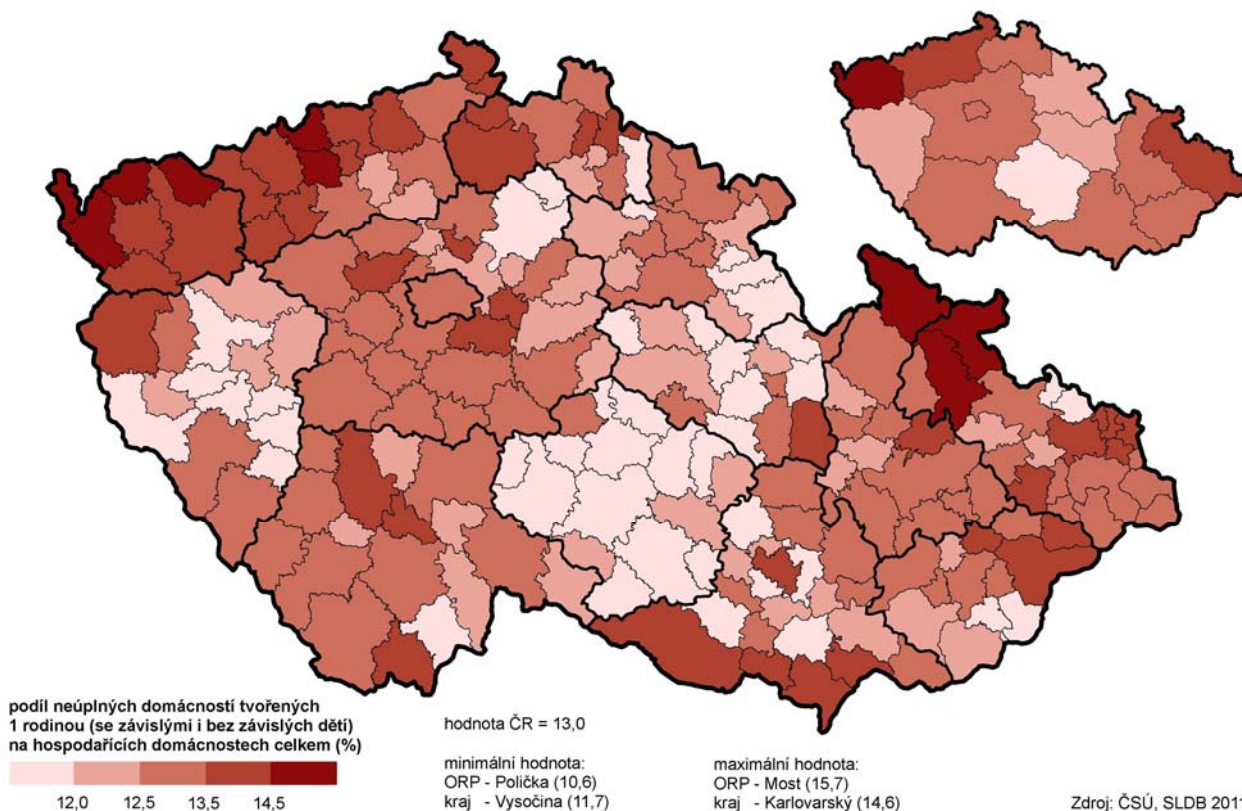 podíl neúplných domácností tvořených
1 rodinou (se závislými i bez závislých dětí)
na hospodařících domácnostech celkem (%)
12,0 12,5 13,5 14,5
hodnota ČR = 13,0
minimální hodnota:
ORP - Polička (10,6)
kraj - Vysočina (11,7)
maximální hodnota:
ORP - Most (15,7)
kraj - Karlovarský (14,6)
Zdroj: ČSÚ, SLDB